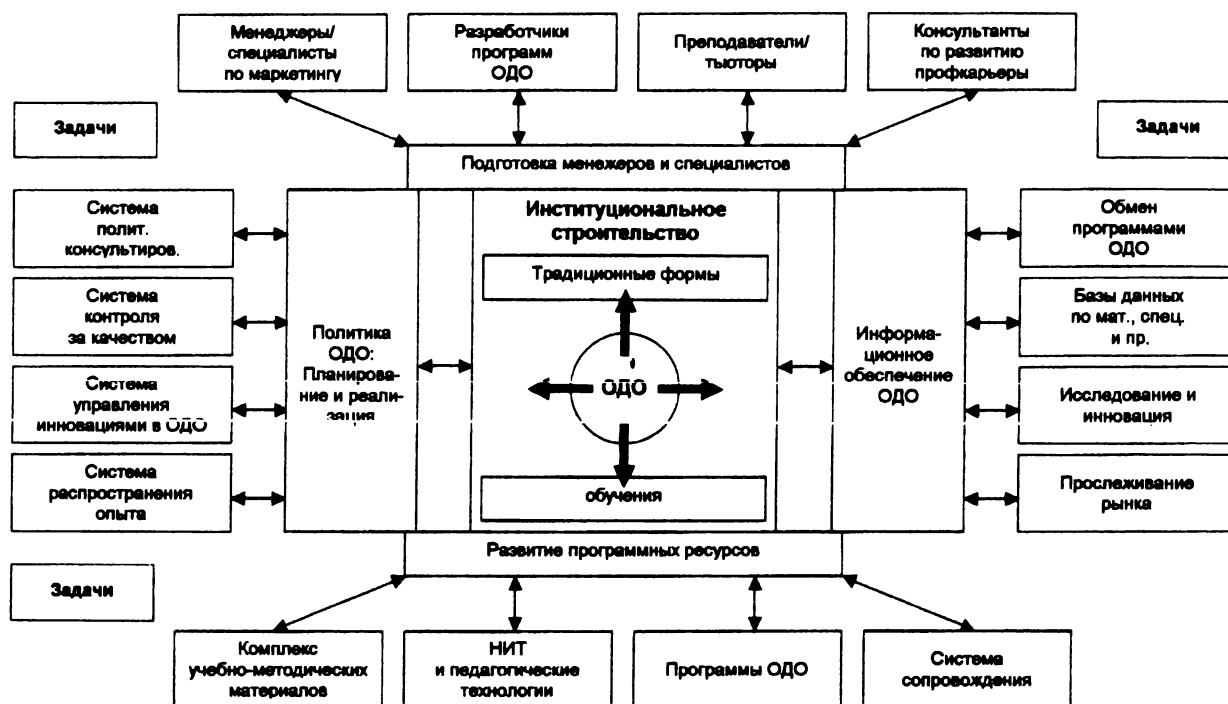 Менеджеры/
специалисты
по маркетингу
Разработчики
программ
ОДО
Преподаватели/
тьюторы
Консультанты
по развитию
профкарьеры
Задачи
Задачи
Подготовка менежеров и специалистов
Система
полит.
консультиров.
Система
контроля
за качеством
Система
управления
инновациями в ОДО
Система
распространения
опыта
Политика
ОДО:
Планирова-
ние и реали-
зация
Институциональное
строительство
Традиционные формы
ОДО
обучения
Информа-
ционное
обеспечение
ОДО
Обмен
программами
ОДО
Базы данных
по мат., спец.
и пр.
Исследование и
инновация
Прослеживание
рынка
Развитие программных ресурсов
Задачи
Комплекс
учебно-методических
материалов
НИТ
и педагогические
технологии
Программы ОДО
Система
сопровождения